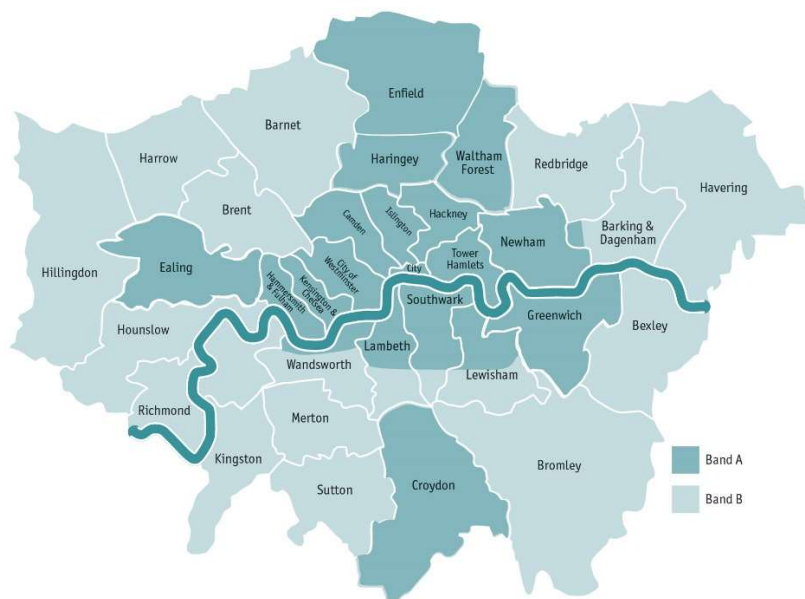 Enfield
Barnet
Harrow
Haringey
Waltham
Forest
Redbridge
Havering
Brent
Camden
Islington
Hackney
Barking &
Dagenham
Hillingdon
Ealing
Hammersmith
& Fulham
Kensington &
Chelsea
City of
Westminster
City
Tower
Hamlets
Newham
Hounslow
Southwark
Greenwich
Bexley
Lambeth
Wandsworth
Lewisham
Richmond
Merton
Kingston
Sutton
Croydon
Bromley
Band A
Band B